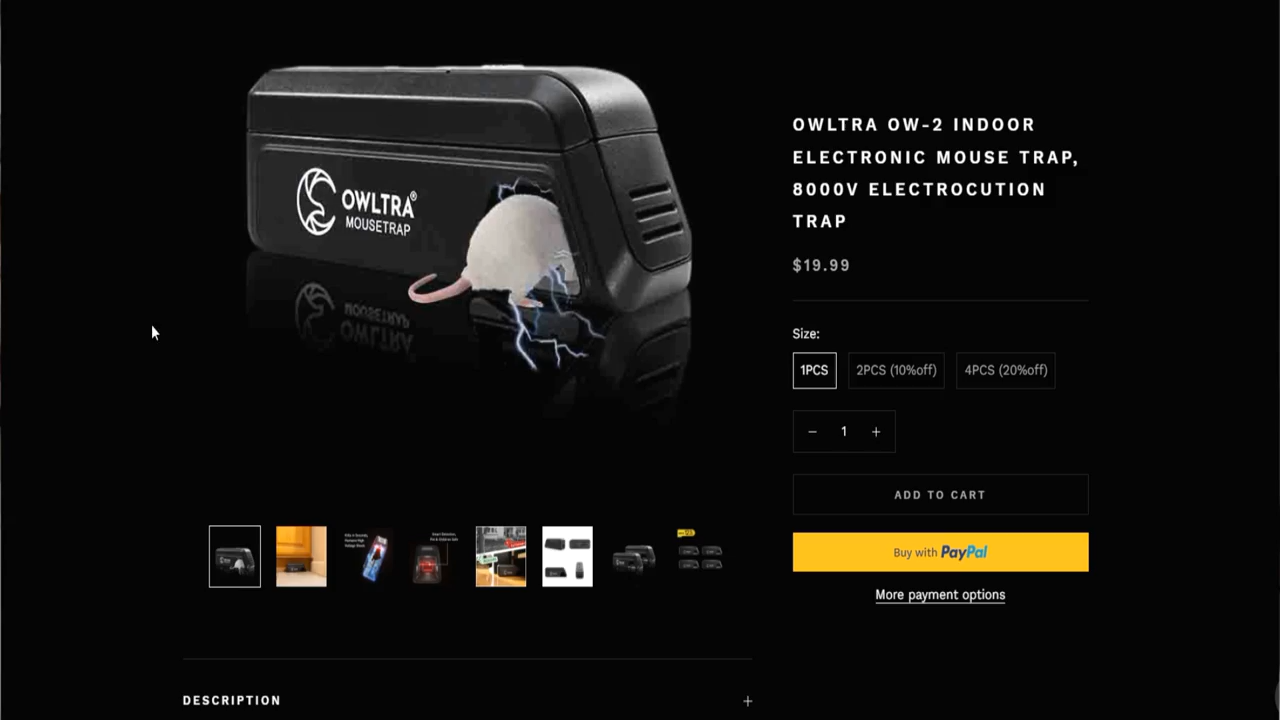 OWLTRA®
MOUSETRAP
OWLTRA OW-2 INDOOR
ELECTRONIC MOUSE TRAP,
8000V ELECTROCUTION
TRAP
$19.99
Size:
1PCS
2PCS (10%off)
4PCS (20%off)
− 1 +
ADD TO CART
Buy with PayPal
More payment options
DESCRIPTION +